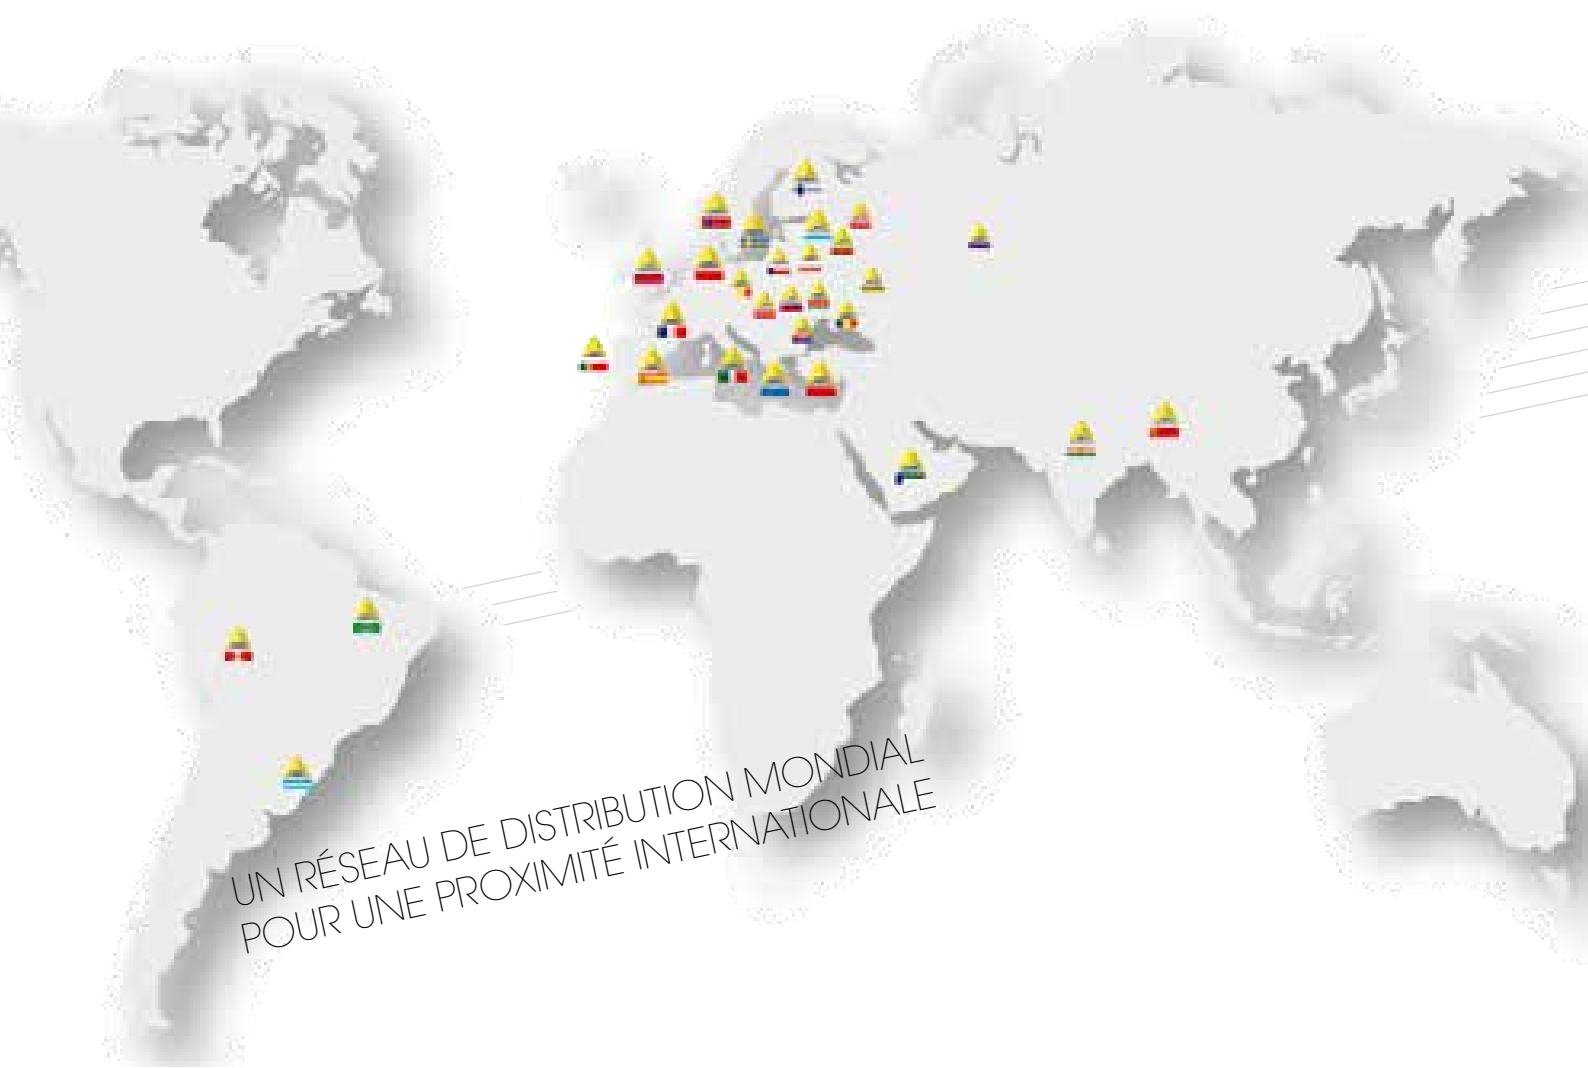 UN RÉSEAU DE DISTRIBUTION MONDIAL
POUR UNE PROXIMITÉ INTERNATIONALE